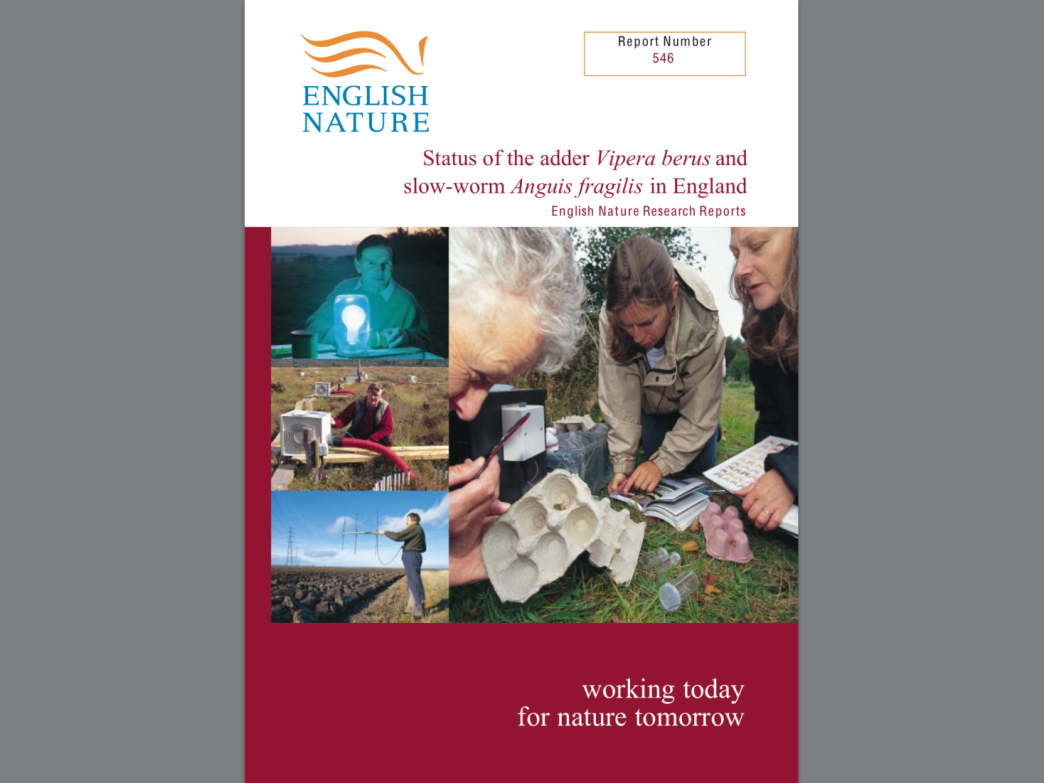 ENGLISH
NATURE
Report Number
546
Status of the adder Vipera berus and
slow-worm Anguis fragilis in England
English Nature Research Reports
working today
for nature tomorrow